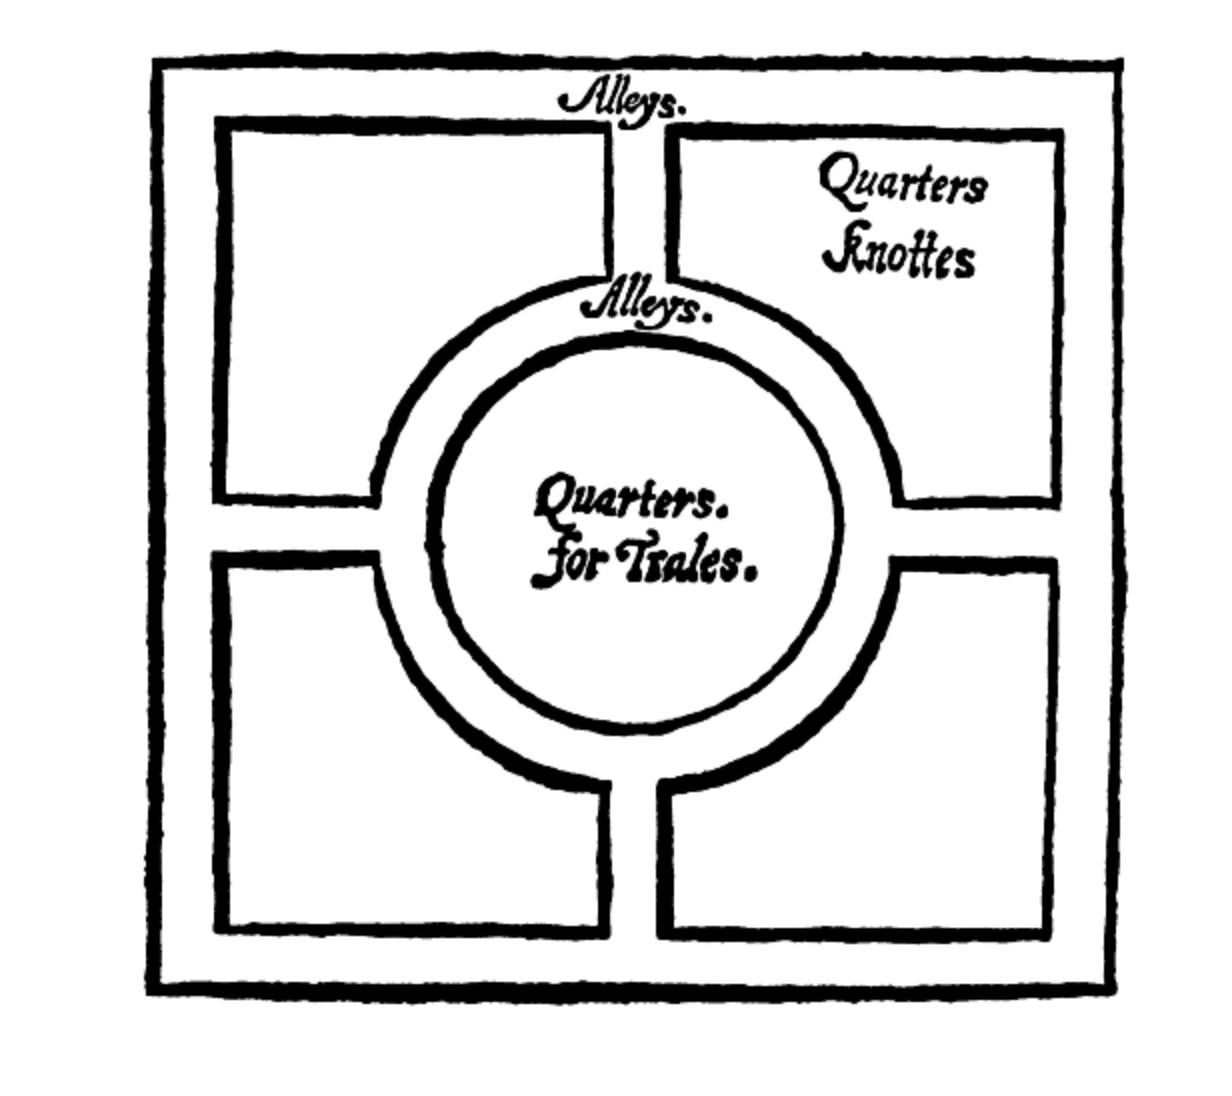 Alleys.
Quarters
Knottes
Alleys.
Quarters.
for Trales.